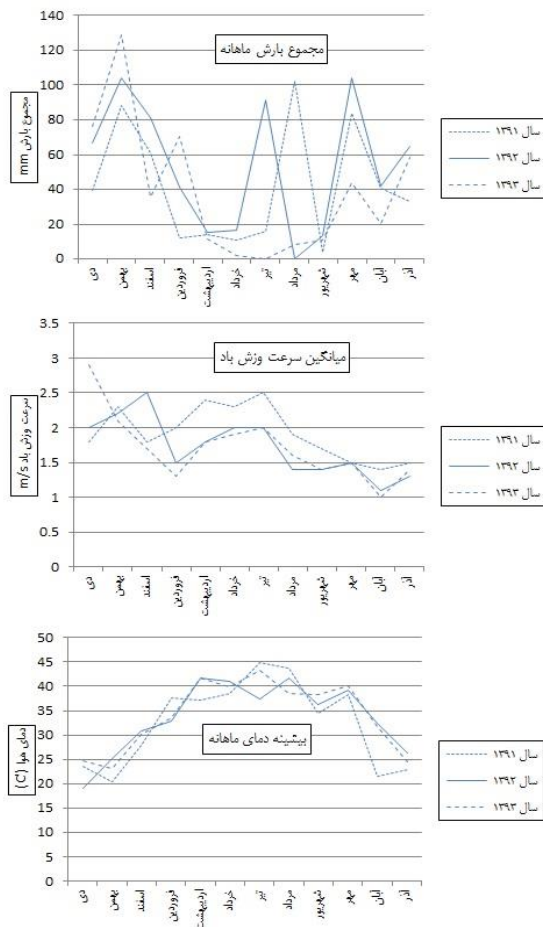 140
120
100
80
60
40
20
0
مجموع بارش mm
مجموع بارش ماهانه
سال ۱۳۹۱
سال ۱۳۹۲
سال ۱۳۹۳
دی
بهمن
اسفند
فروردین
اردیبهشت
خرداد
تیر
مرداد
شهریور
مهر
آبان
آذر
3.5
3
2.5
2
1.5
1
0.5
0
سرعت وزش باد m/s
میانگین سرعت وزش باد
سال ۱۳۹۱
سال ۱۳۹۲
سال ۱۳۹۳
دی
بهمن
اسفند
فروردین
اردیبهشت
خرداد
تیر
مرداد
شهریور
مهر
آبان
آذر
50
45
40
35
30
25
20
15
10
5
0
دمای هوا (C̊)
بیشینه دمای ماهانه
سال ۱۳۹۱
سال ۱۳۹۲
سال ۱۳۹۳
دی
بهمن
اسفند
فروردین
اردیبهشت
خرداد
تیر
مرداد
شهریور
مهر
آبان
آذر